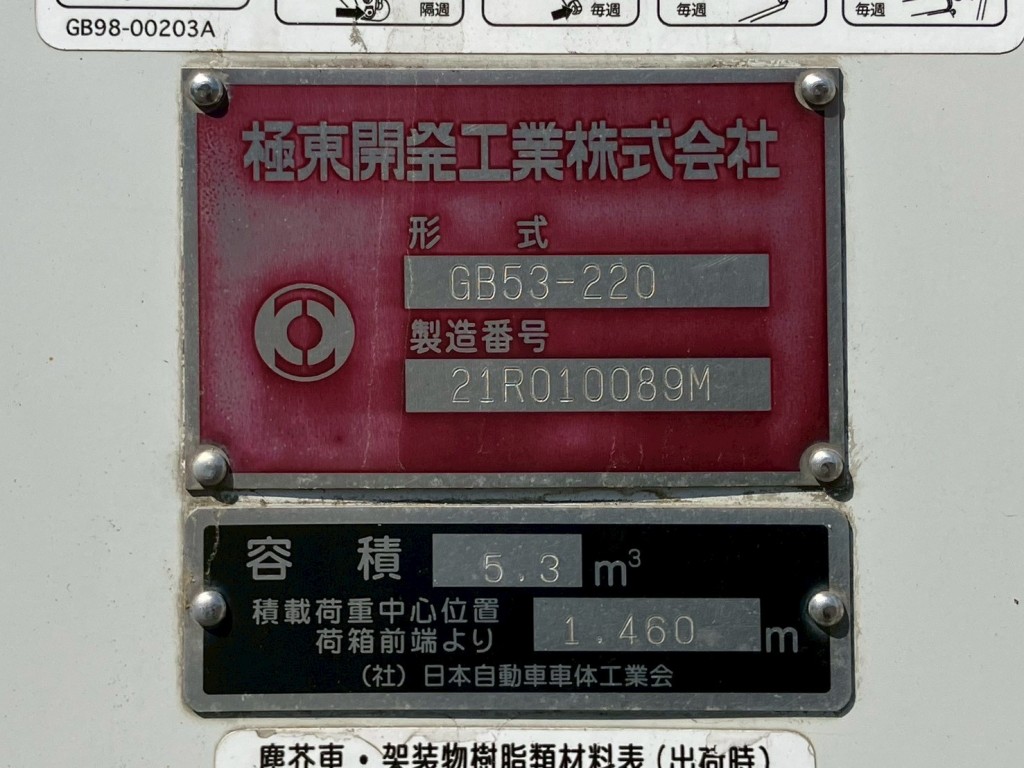 隔週
毎週
毎週
毎週
GB98-00203A
極東開発工業株式会社
形 式
GB53-220
製造番号
21R010089M
容 積 5.3 m³
積載荷重中心位置
荷箱前端より 1.460 m
（社）日本自動車車体工業会
塵芥車・架装物樹脂類材料表（出荷時）